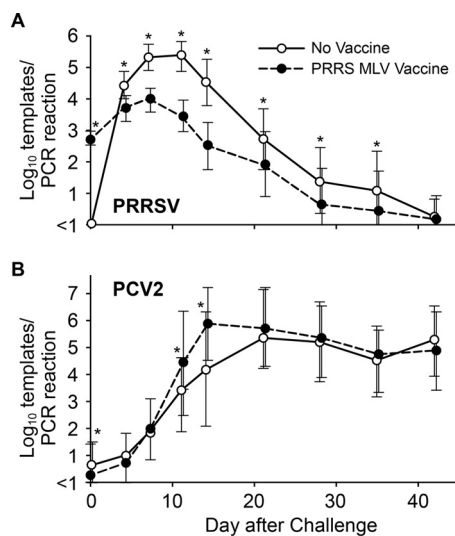 A
No Vaccine
PRRS MLV Vaccine
Log10 templates/
PCR reaction
6
5
4
3
2
1
<1
* * * * * * * *
PRRSV
B
PCV2
Log10 templates/
PCR reaction
7
6
5
4
3
2
1
<1
* * *
0 10 20 30 40
Day after Challenge